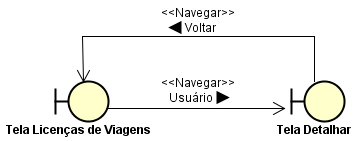 <<Navegar>>
◀ Voltar
<<Navegar>>
Usuário ▶
Tela Licenças de Viagens
Tela Detalhar